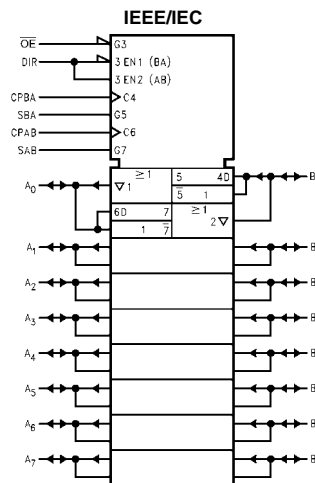 IEEE/IEC
O̅E̅ G3
DIR 3 EN1 (BA)
3 EN2 (AB)
CPBA C4
SBA G5
CPAB C6
SAB G7
A₀ ≥1 5 4D B
▽1 5̅ 1
6D 7 ≥1
1 7̅ 2▽
A₁ B
A₂ B
A₃ B
A₄ B
A₅ B
A₆ B
A₇ B